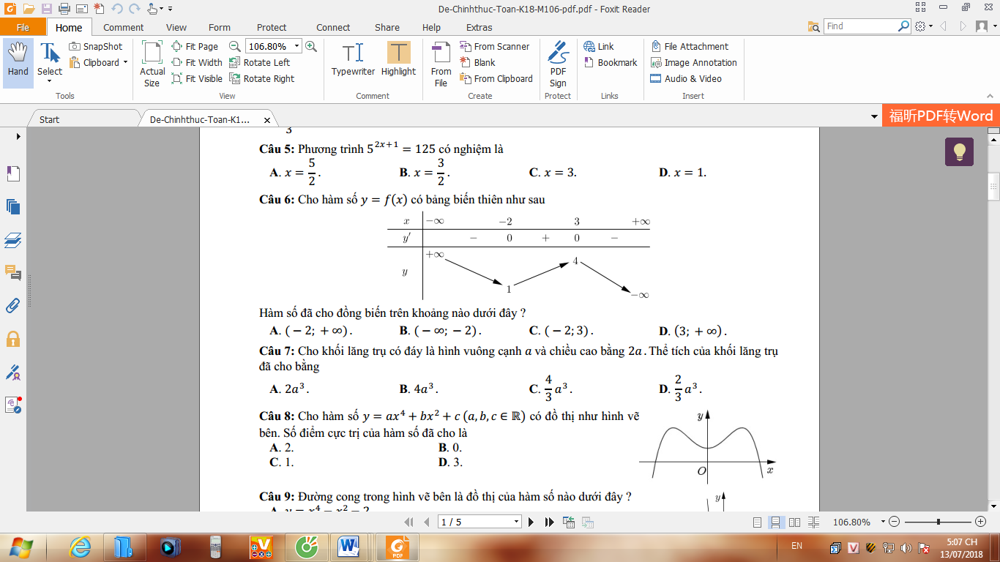 De-Chinhthuc-Toan-K18-M106-pdf.pdf - Foxit Reader
File Home Comment View Form Protect Connect Share Help Extras Find
Hand Select SnapShot Clipboard Actual Size Fit Page Fit Width Fit Visible 106.80% Rotate Left Rotate Right Typewriter Highlight From File From Scanner Blank From Clipboard PDF Sign Link Bookmark File Attachment Image Annotation Audio & Video
Tools View Comment Create Protect Links Insert
Start De-Chinhthuc-Toan-K1... 福昕PDF转Word
3
Câu 5: Phương trình 5^{2x+1} = 125 có nghiệm là
A. x = 5/2 . B. x = 3/2 . C. x = 3. D. x = 1.
Câu 6: Cho hàm số y = f(x) có bảng biến thiên như sau
x −∞ −2 3 +∞
y′ − 0 + 0 −
+∞ 4
y
1 −∞
Hàm số đã cho đồng biến trên khoảng nào dưới đây ?
A. ( − 2; + ∞) . B. ( − ∞; − 2) . C. ( − 2; 3) . D. (3; + ∞) .
Câu 7: Cho khối lăng trụ có đáy là hình vuông cạnh a và chiều cao bằng 2a . Thể tích của khối lăng trụ
đã cho bằng
A. 2a³ . B. 4a³ . C. 4/3 a³ . D. 2/3 a³ .
Câu 8: Cho hàm số y = ax⁴ + bx² + c (a, b, c ∈ ℝ) có đồ thị như hình vẽ
bên. Số điểm cực trị của hàm số đã cho là
A. 2. B. 0.
C. 1. D. 3.
y
O x
Câu 9: Đường cong trong hình vẽ bên là đồ thị của hàm số nào dưới đây ?
y
1 / 5 106.80%
EN 5:07 CH
13/07/2018